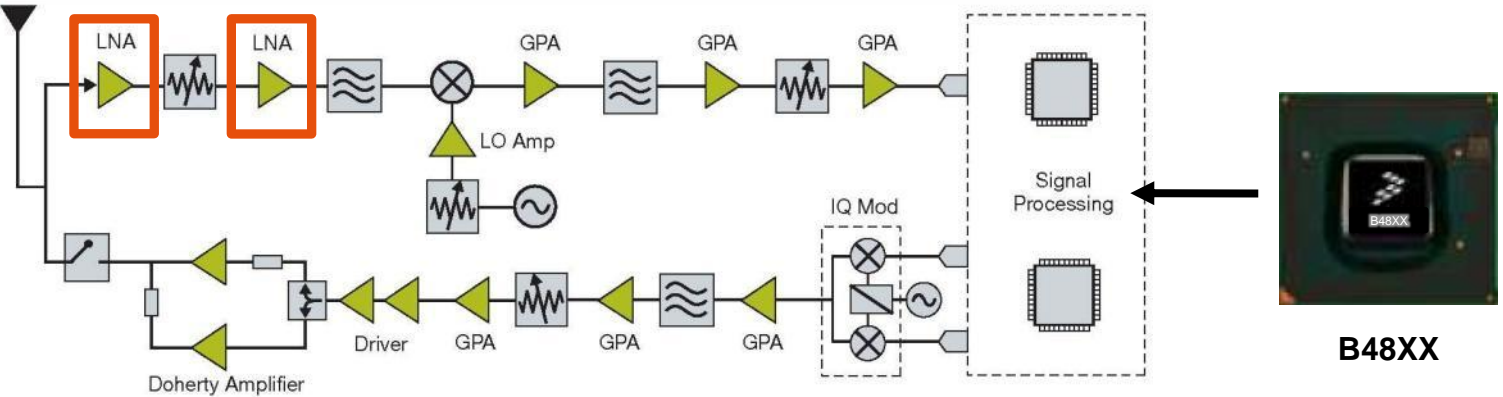 LNA
LNA
GPA
GPA
GPA
LO Amp
Signal
Processing
IQ Mod
B48XX
B48XX
Driver
GPA
GPA
GPA
Doherty Amplifier